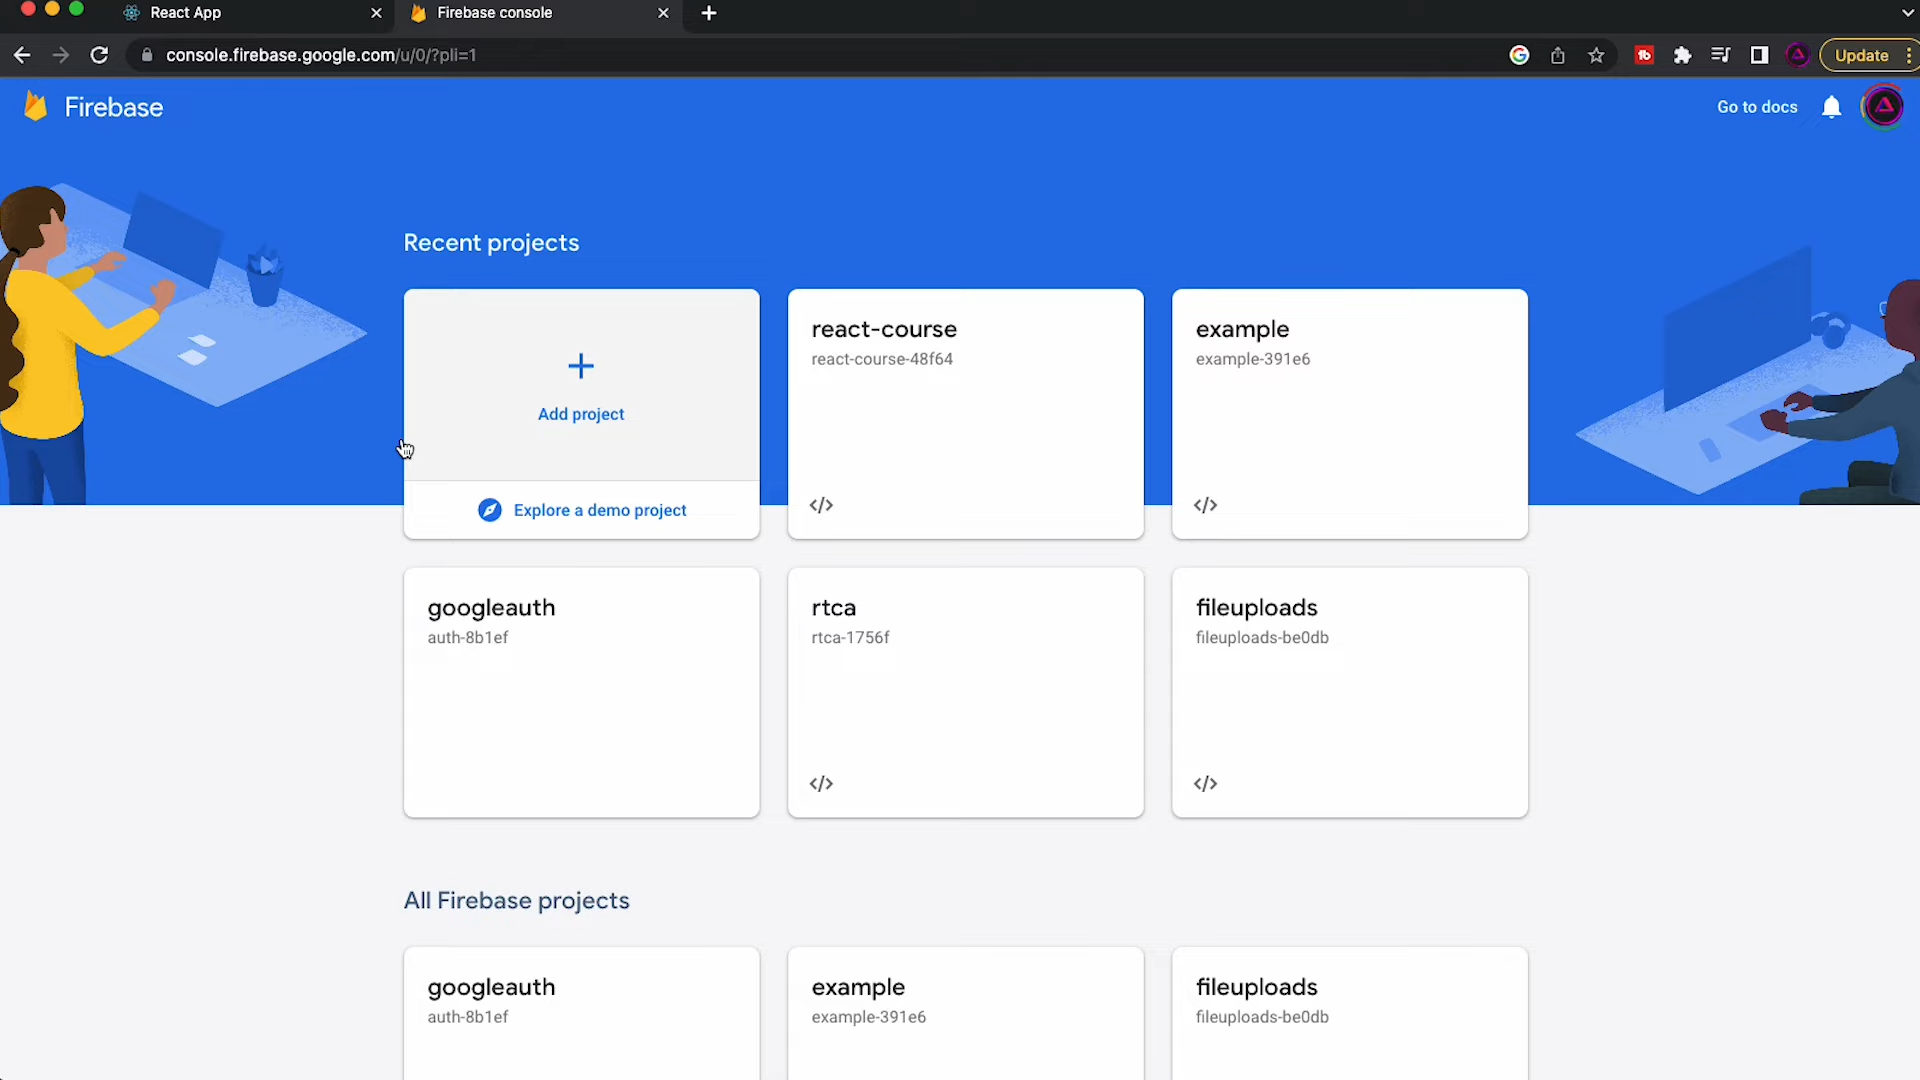 React App
Firebase console
console.firebase.google.com/u/0/?pli=1
Update
Firebase
Go to docs
Recent projects
Add project
Explore a demo project
react-course
react-course-48f64
</>
example
example-391e6
</>
googleauth
auth-8b1ef
rtca
rtca-1756f
</>
fileuploads
fileuploads-be0db
</>
All Firebase projects
googleauth
auth-8b1ef
example
example-391e6
fileuploads
fileuploads-be0db